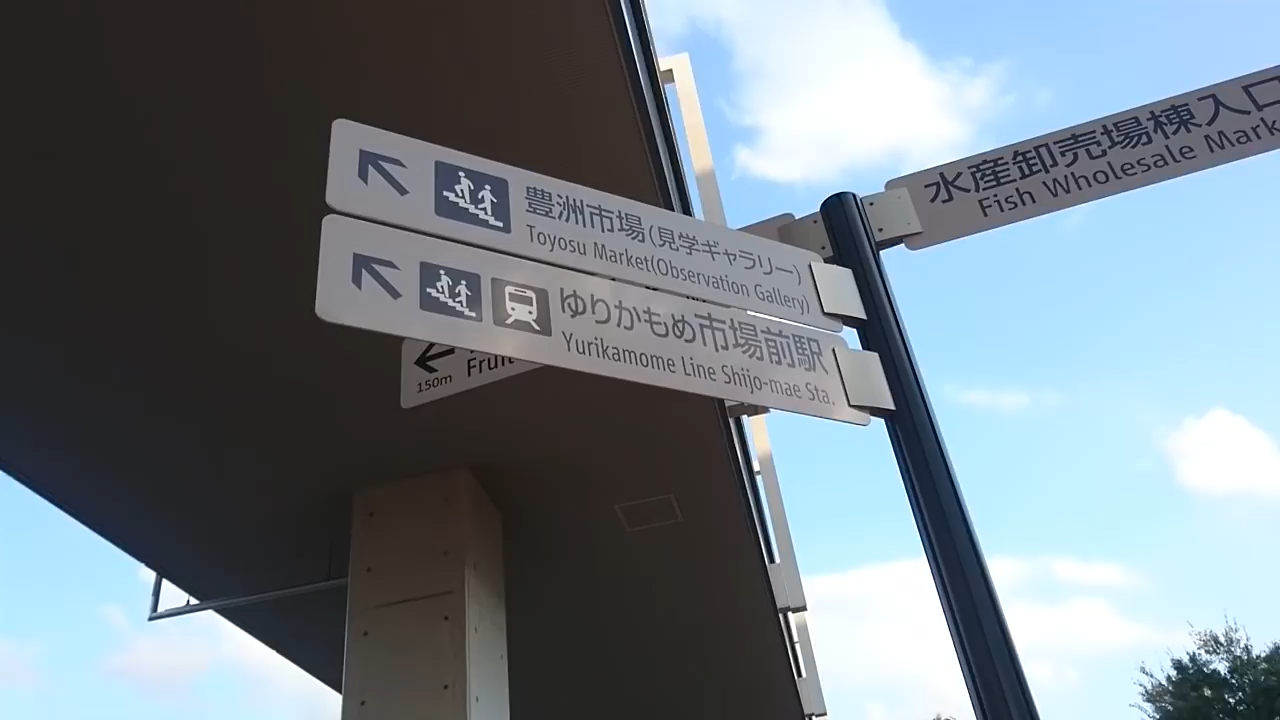 豊洲市場(見学ギャラリー)
Toyosu Market(Observation Gallery)
ゆりかもめ市場前駅
Yurikamome Line Shijo-mae Sta.
水産卸売場棟入口
Fish Wholesale Mark
150m
Fruit